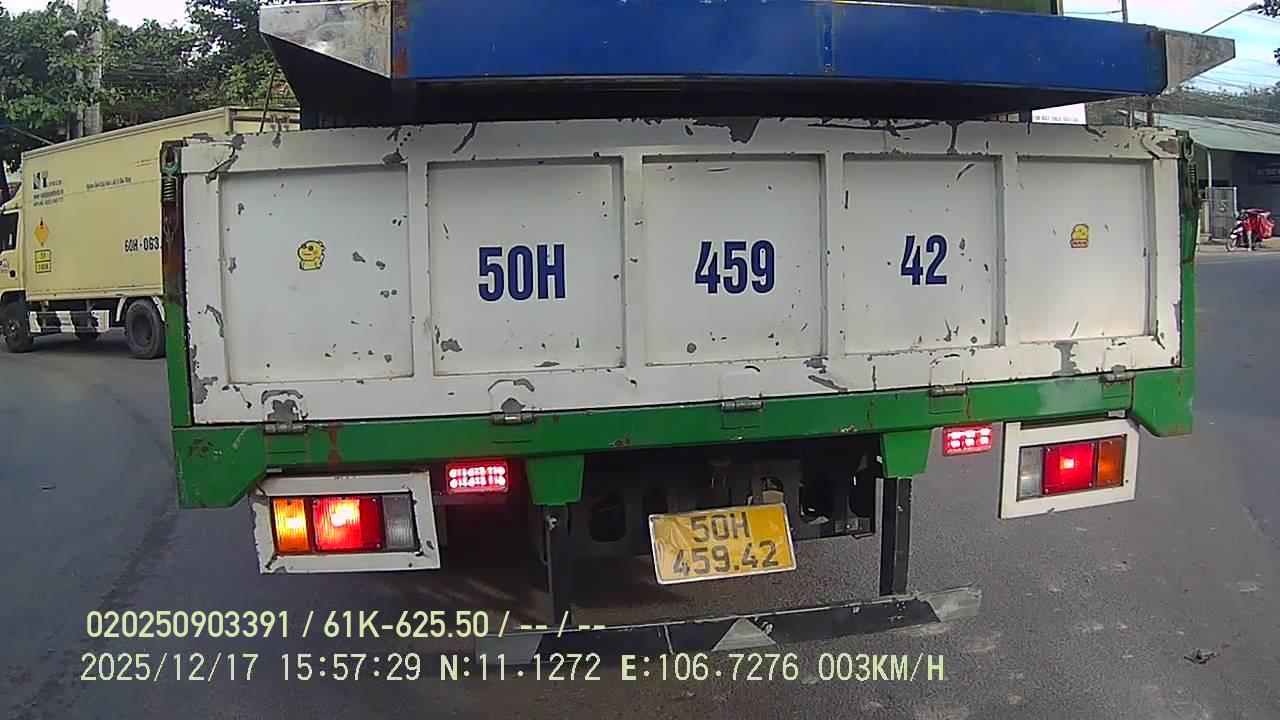 60H-063.
50H 459 42
50H
459.42
020250903391 / 61K-625.50 / -- / --
2025/12/17 15:57:29 N:11.1272 E:106.7276 003KM/H